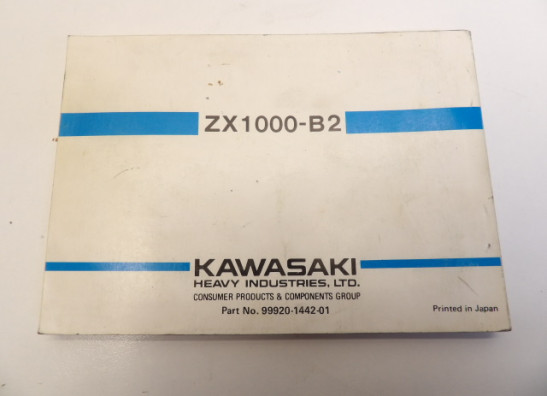 ZX1000-B2
KAWASAKI
HEAVY INDUSTRIES, LTD.
CONSUMER PRODUCTS & COMPONENTS GROUP
Part No. 99920-1442-01
Printed in Japan